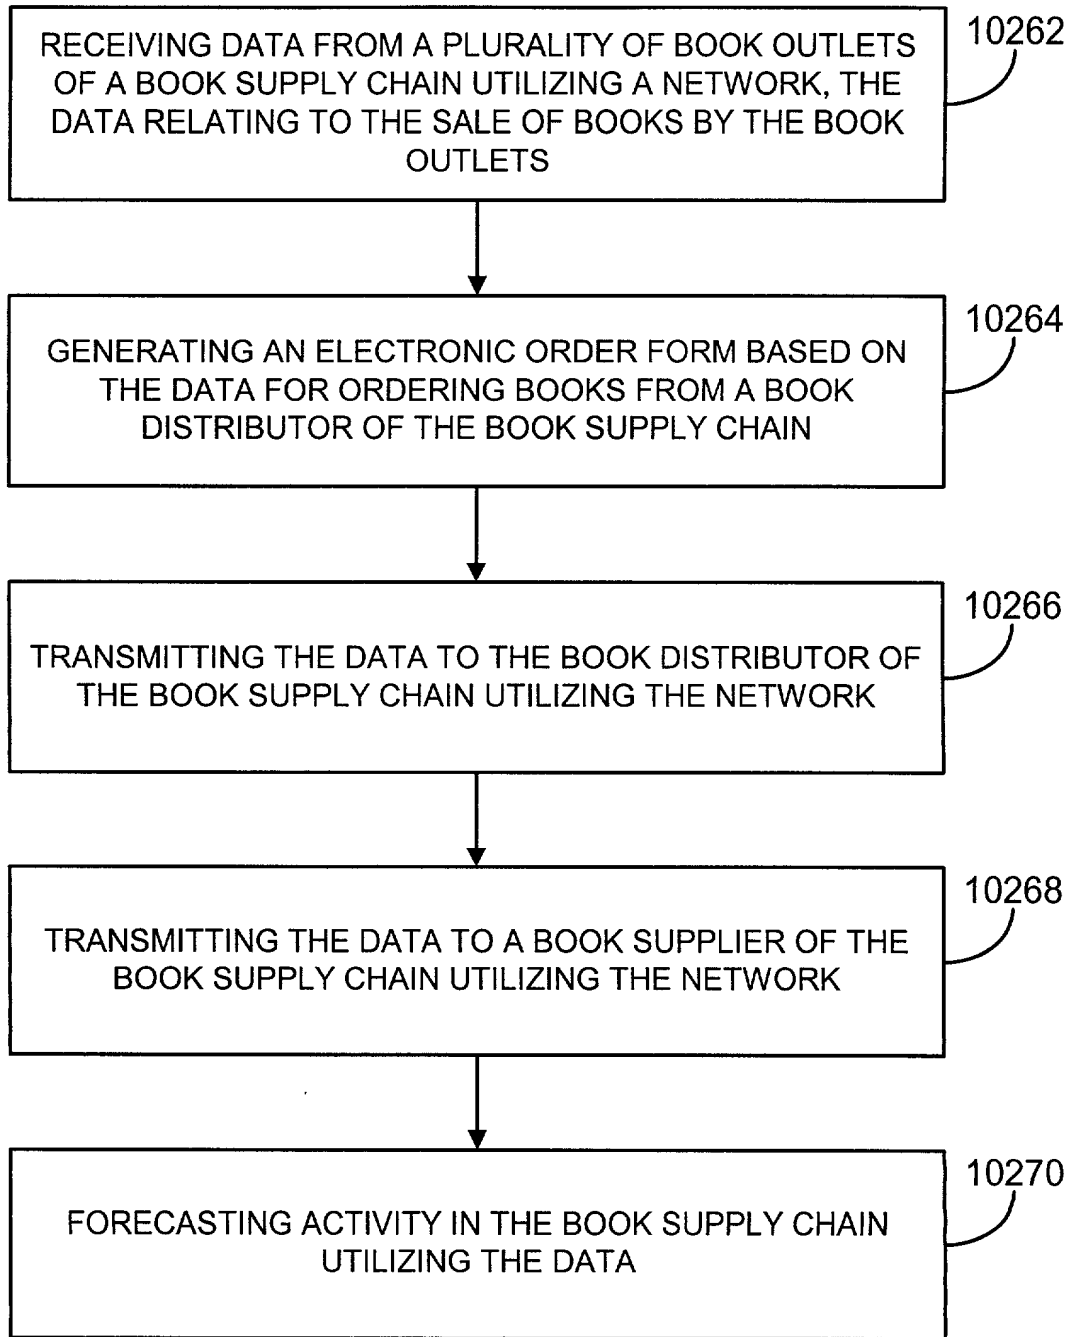 RECEIVING DATA FROM A PLURALITY OF BOOK OUTLETS
OF A BOOK SUPPLY CHAIN UTILIZING A NETWORK, THE
DATA RELATING TO THE SALE OF BOOKS BY THE BOOK
OUTLETS
10262
GENERATING AN ELECTRONIC ORDER FORM BASED ON
THE DATA FOR ORDERING BOOKS FROM A BOOK
DISTRIBUTOR OF THE BOOK SUPPLY CHAIN
10264
TRANSMITTING THE DATA TO THE BOOK DISTRIBUTOR OF
THE BOOK SUPPLY CHAIN UTILIZING THE NETWORK
10266
TRANSMITTING THE DATA TO A BOOK SUPPLIER OF THE
BOOK SUPPLY CHAIN UTILIZING THE NETWORK
10268
FORECASTING ACTIVITY IN THE BOOK SUPPLY CHAIN
UTILIZING THE DATA
10270